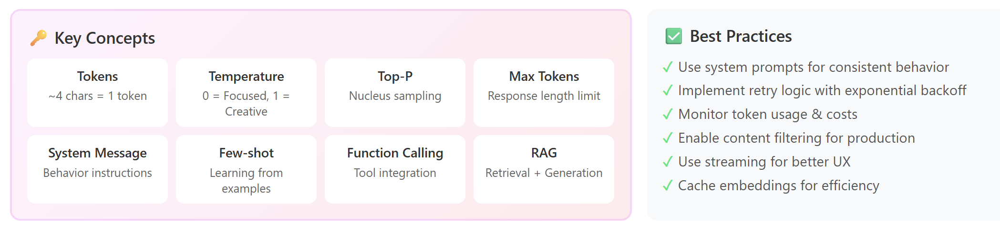 🔑 Key Concepts
Tokens
~4 chars = 1 token
Temperature
0 = Focused, 1 =
Creative
Top-P
Nucleus sampling
Max Tokens
Response length limit
System Message
Behavior instructions
Few-shot
Learning from
examples
Function Calling
Tool integration
RAG
Retrieval + Generation
✅ Best Practices
✓ Use system prompts for consistent behavior
✓ Implement retry logic with exponential backoff
✓ Monitor token usage & costs
✓ Enable content filtering for production
✓ Use streaming for better UX
✓ Cache embeddings for efficiency